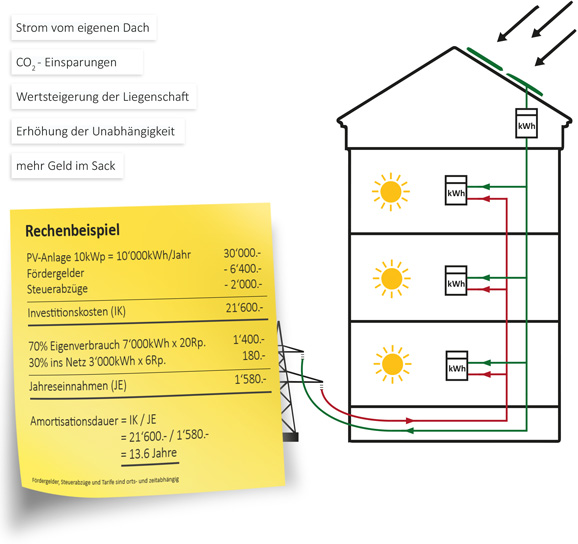 Strom vom eigenen Dach
CO2- Einsparungen
Wertsteigerung der Liegenschaft
Erhöhung der Unabhängigkeit
mehr Geld im Sack
Rechenbeispiel
PV-Anlage 10kWp = 10‘000kWh/Jahr 30‘000.-
Fördergelder - 6‘400.-
Steuerabzüge - 2‘000.-
Investitionskosten (IK) 21‘600.-
70% Eigenverbrauch 7‘000kWh x 20Rp. 1‘400.-
30% ins Netz 3‘000kWh x 6Rp. 180.-
Jahreseinnahmen (JE) 1‘580.-
Amortisationsdauer = IK / JE
= 21‘600.- / 1‘580.-
= 13.6 Jahre
Fördergelder, Steuerabzüge und Tarife sind orts- und zeitabhängig
kWh
kWh
kWh
kWh